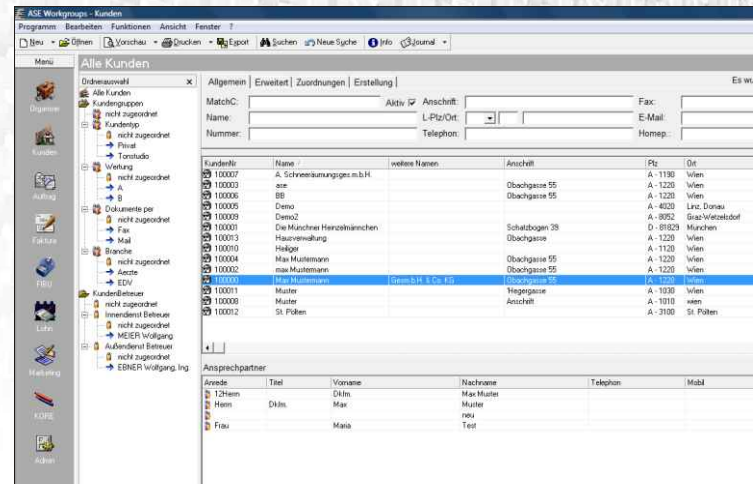 ASE Workgroups - Kunden
Programm Bearbeiten Funktionen Ansicht Fenster ?
Neu Öffnen Vorschau Drucken Export Suchen Neue Suche Info Journal
Menü
Alle Kunden
Organizer
Kunden
Auftrag
Faktura
FIBU
Lohn
Marketing
KORE
Admin
Ordnerauswahl x
Alle Kunden
Kundengruppen
nicht zugeordnet
Kundentyp
nicht zugeordnet
Privat
Tonstudio
Wertung
nicht zugeordnet
A
B
Dokumente per
nicht zugeordnet
Fax
Mail
Branche
nicht zugeordnet
Aerzte
EDV
KundenBetreuer
nicht zugeordnet
Innendienst Betreuer
nicht zugeordnet
MEIER Wolfgang
Außendienst Betreuer
nicht zugeordnet
EBNER Wolfgang, Ing.
Allgemein Erweitert Zuordnungen Erstellung
Es wu
MatchC: Aktiv Anschrift: Fax:
Name: L-Plz/Ort: E-Mail:
Nummer: Telephon: Homep.:
KundenNr Name weitere Namen Anschrift Plz Ort
100007 A. Schneeräumungsges.m.b.H. A - 1190 Wien
100003 ase Obachgasse 55 A - 1220 Wien
100006 BB Obachgasse 55 A - 1220 Wien
100005 Demo A - 4020 Linz, Donau
100009 Demo2 A - 8052 Graz-Wetzelsdorf
100001 Die Münchner Heinzelmännchen Schatzbogen 39 D - 81829 München
100013 Hausverwaltung Obachgasse A - 1220 Wien
100010 Heiliger A - 1120 Wien
100004 Max Mustermann Obachgasse 55 A - 1220 Wien
100002 max Mustermann Obachgasse 55 A - 1220 Wien
100000 Max Mustermann Gesm.b.H. & Co. KG Obachgasse 55 A - 1220 Wien
100011 Muster Hegergasse A - 1030 Wien
100008 Muster Anschrift A - 1010 wien
100012 St. Pölten A - 3100 St. Pölten
Ansprechpartner
Anrede Titel Vorname Nachname Telephon Mobil
12Herrn Dkfm. Max Muster
Herrn Dkfm. Max Muster
neu
Frau Maria Test